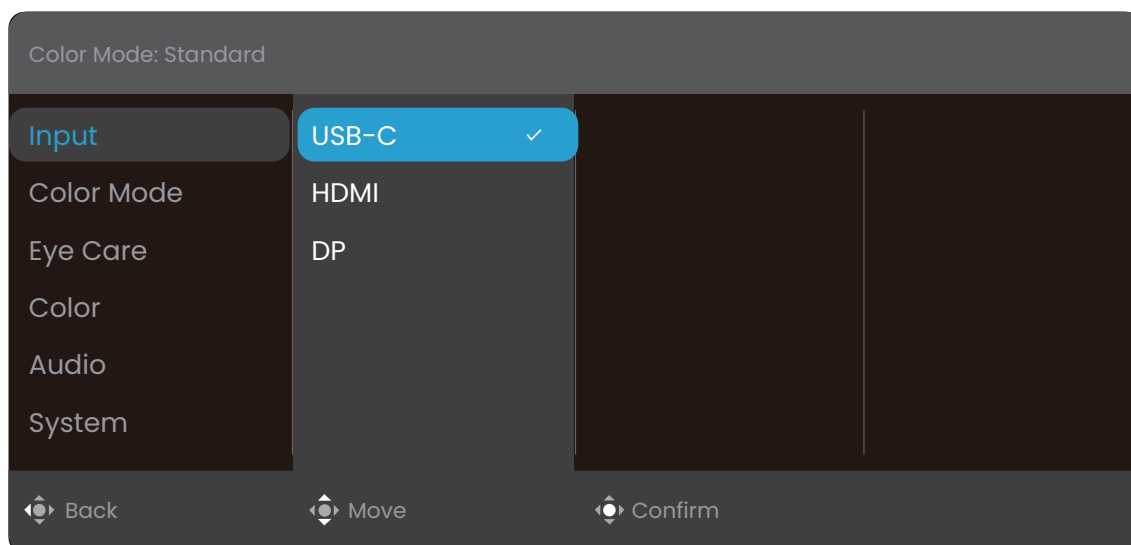 Color Mode: Standard
Input
USB-C
Color Mode
HDMI
Eye Care
DP
Color
Audio
System
Back
Move
Confirm